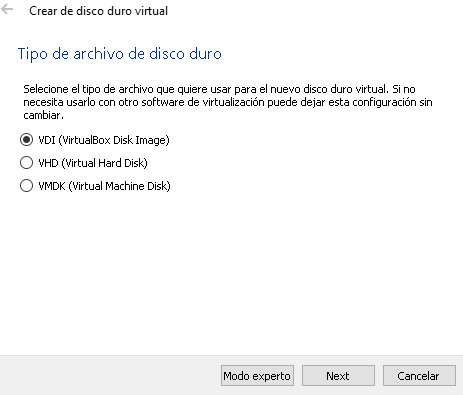 Crear de disco duro virtual
Tipo de archivo de disco duro
Seleccione el tipo de archivo que quiere usar para el nuevo disco duro virtual. Si no
necesita usarlo con otro software de virtualización puede dejar esta configuración sin
cambiar.
VDI (VirtualBox Disk Image)
VHD (Virtual Hard Disk)
VMDK (Virtual Machine Disk)
Modo experto Next Cancelar